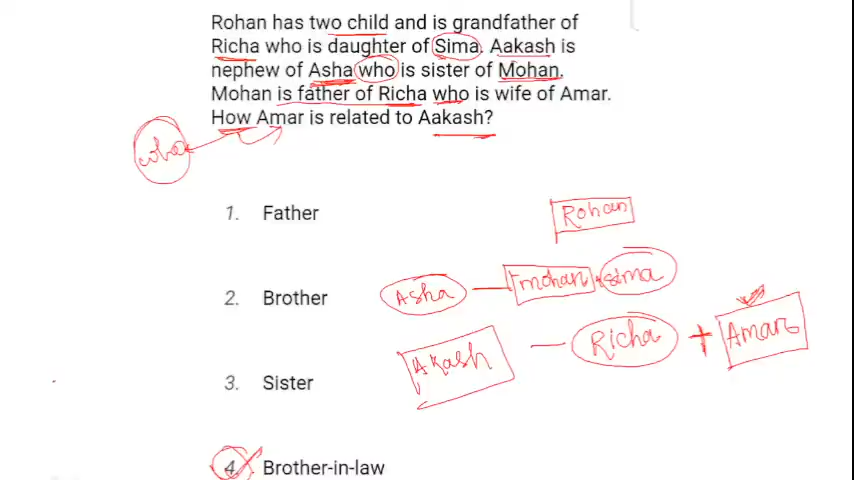 Rohan has two child and is grandfather of
Richa who is daughter of Sima. Aakash is
nephew of Asha who is sister of Mohan.
Mohan is father of Richa who is wife of Amar.
How Amar is related to Aakash?
who
1. Father
Rohan
2. Brother
Asha — Mohan Sima
Akash — Richa + Amar
3. Sister
4. Brother-in-law